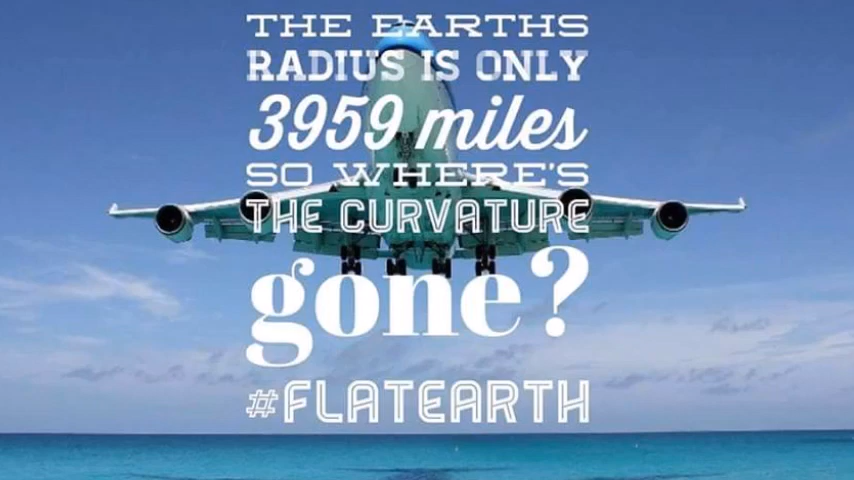 THE EARTHS
RADIUS IS ONLY
3959 miles
SO WHERE'S
THE CURVATURE
gone?
#FLATEARTH